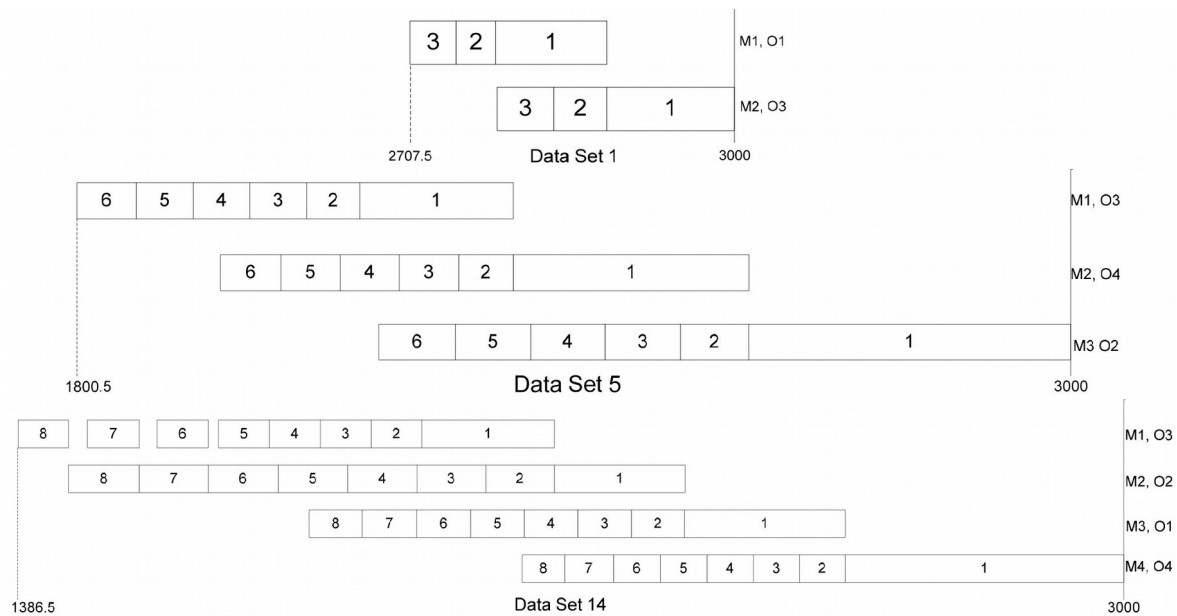 3 2 1 M1, O1
3 2 1 M2, O3
2707.5 Data Set 1 3000
6 5 4 3 2 1 M1, O3
6 5 4 3 2 1 M2, O4
6 5 4 3 2 1 M3 O2
1800.5 Data Set 5 3000
8 7 6 5 4 3 2 1 M1, O3
8 7 6 5 4 3 2 1 M2, O2
8 7 6 5 4 3 2 1 M3, O1
8 7 6 5 4 3 2 1 M4, O4
1386.5 Data Set 14 3000